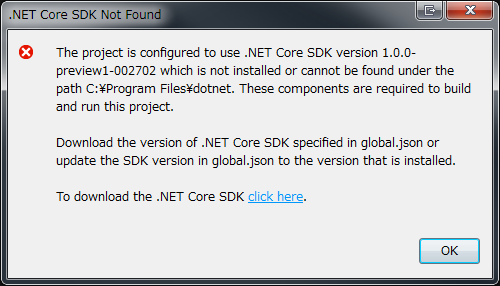 .NET Core SDK Not Found
The project is configured to use .NET Core SDK version 1.0.0-
preview1-002702 which is not installed or cannot be found under the
path C:¥Program Files¥dotnet. These components are required to build
and run this project.
Download the version of .NET Core SDK specified in global.json or
update the SDK version in global.json to the version that is installed.
To download the .NET Core SDK click here.
OK